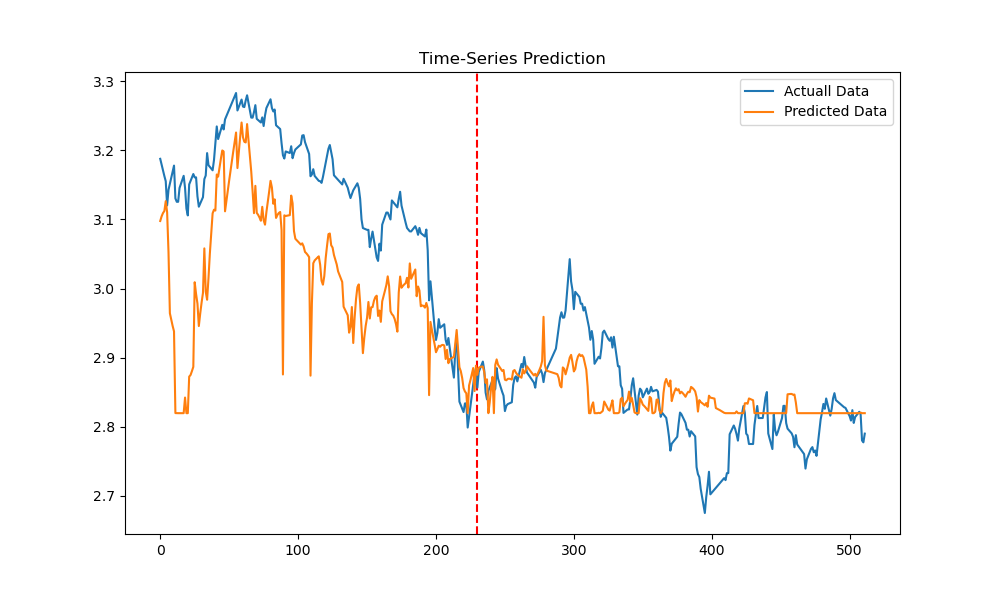 Time-Series Prediction
Actuall Data
Predicted Data
3.3
3.2
3.1
3.0
2.9
2.8
2.7
0 100 200 300 400 500